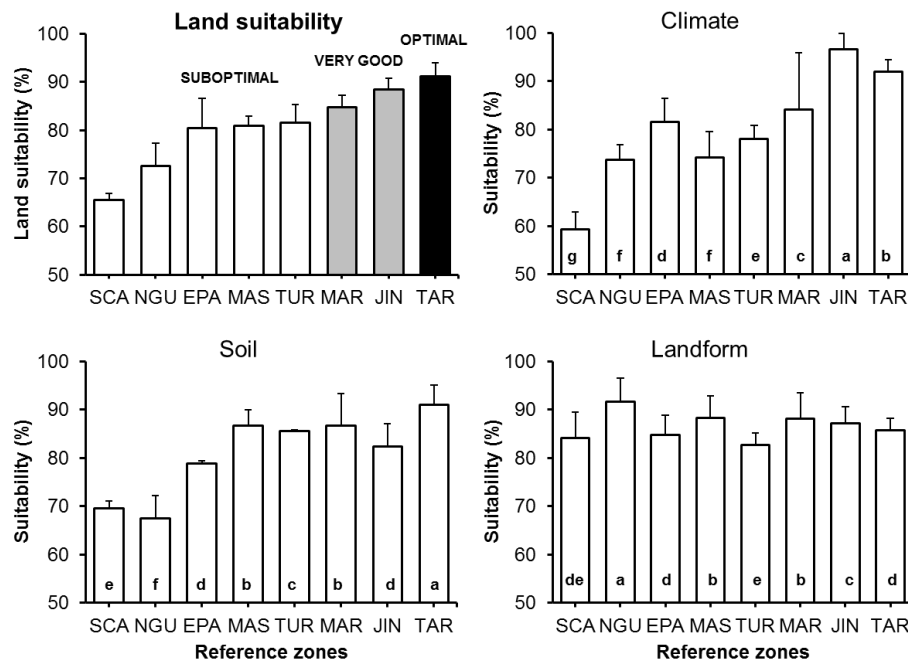 Land suitability
Climate
OPTIMAL
VERY GOOD
SUBOPTIMAL
Land suitability (%)
100
90
80
70
60
50
SCA NGU EPA MAS TUR MAR JIN TAR
Suitability (%)
100
90
80
70
60
50
g f d f e c a b
SCA NGU EPA MAS TUR MAR JIN TAR
Soil
Landform
Suitability (%)
100
90
80
70
60
50
e f d b c b d a
SCA NGU EPA MAS TUR MAR JIN TAR
Reference zones
Suitability (%)
100
90
80
70
60
50
de a d b e b c d
SCA NGU EPA MAS TUR MAR JIN TAR
Reference zones